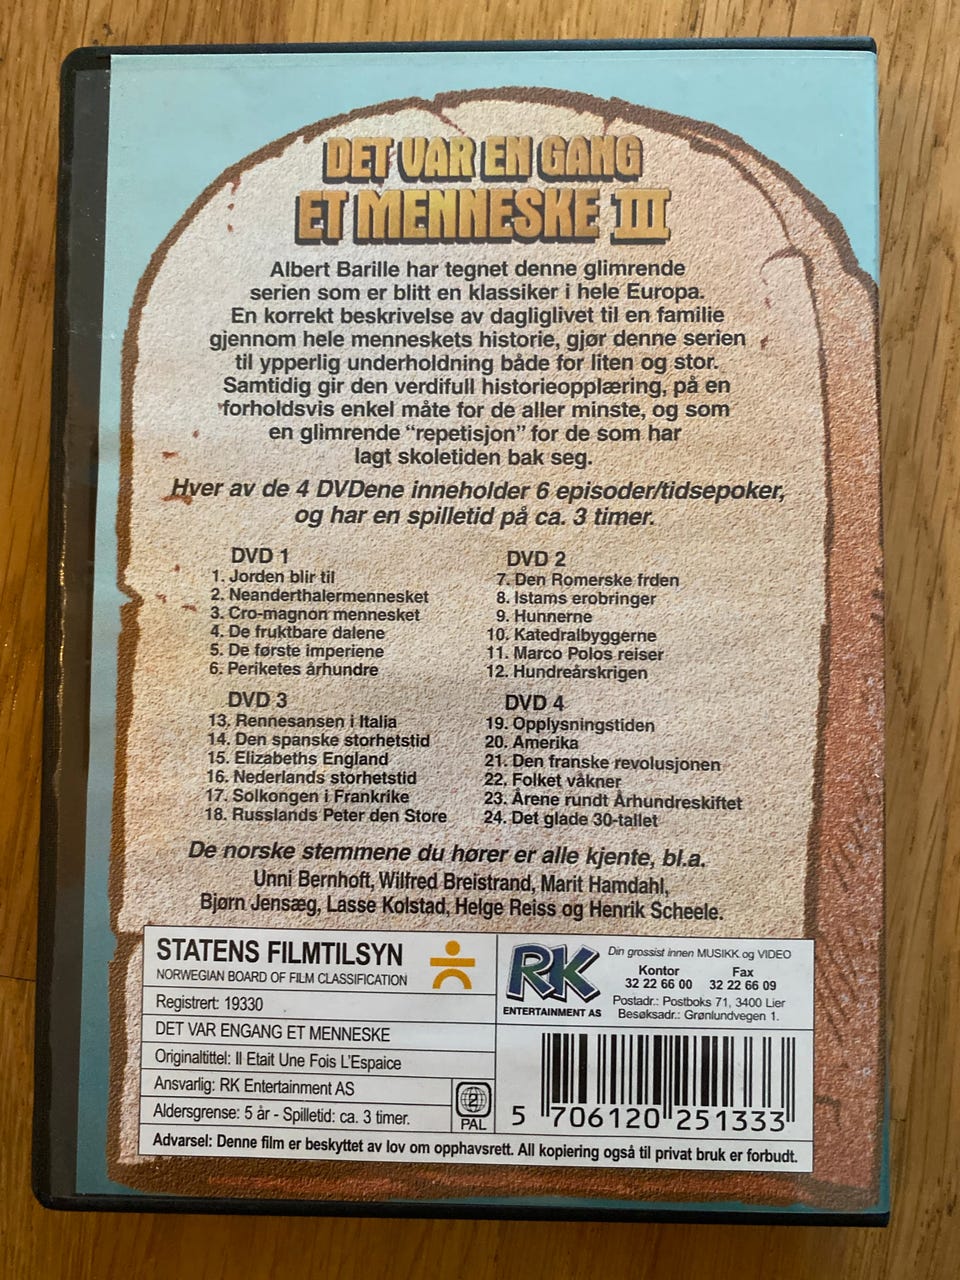 DET VAR EN GANG
ET MENNESKE III
Albert Barille har tegnet denne glimrende
serien som er blitt en klassiker i hele Europa.
En korrekt beskrivelse av dagliglivet til en familie
gjennom hele menneskets historie, gjør denne serien
til ypperlig underholdning både for liten og stor.
Samtidig gir den verdifull historieopplæring, på en
forholdsvis enkel måte for de aller minste, og som
en glimrende “repetisjon” for de som har
lagt skoletiden bak seg.
Hver av de 4 DVDene inneholder 6 episoder/tidsepoker,
og har en spilletid på ca. 3 timer.
DVD 1
1. Jorden blir til
2. Neanderthalermennesket
3. Cro-magnon mennesket
4. De fruktbare dalene
5. De første imperiene
6. Periketes århundre
DVD 2
7. Den Romerske frden
8. Istams erobringer
9. Hunnerne
10. Katedralbyggerne
11. Marco Polos reiser
12. Hundreårskrigen
DVD 3
13. Rennesansen i Italia
14. Den spanske storhetstid
15. Elizabeths England
16. Nederlands storhetstid
17. Solkongen i Frankrike
18. Russlands Peter den Store
DVD 4
19. Opplysningstiden
20. Amerika
21. Den franske revolusjonen
22. Folket våkner
23. Årene rundt Århundreskiftet
24. Det glade 30-tallet
De norske stemmene du hører er alle kjente, bl.a.
Unni Bernhoft, Wilfred Breistrand, Marit Hamdahl,
Bjørn Jensæg, Lasse Kolstad, Helge Reiss og Henrik Scheele.
STATENS FILMTILSYN
NORWEGIAN BOARD OF FILM CLASSIFICATION
Registrert: 19330
DET VAR ENGANG ET MENNESKE
Originaltittel: Il Etait Une Fois L'Espaice
Ansvarlig: RK Entertainment AS
Aldersgrense: 5 år - Spilletid: ca. 3 timer.
2
PAL
RK
ENTERTAINMENT AS
Din grossist innen MUSIKK og VIDEO
Kontor Fax
32 22 66 00 32 22 66 09
Postadr.: Postboks 71, 3400 Lier
Besøksadr.: Grønlundvegen 1.
5 706120 251333
Advarsel: Denne film er beskyttet av lov om opphavsrett. All kopiering også til privat bruk er forbudt.